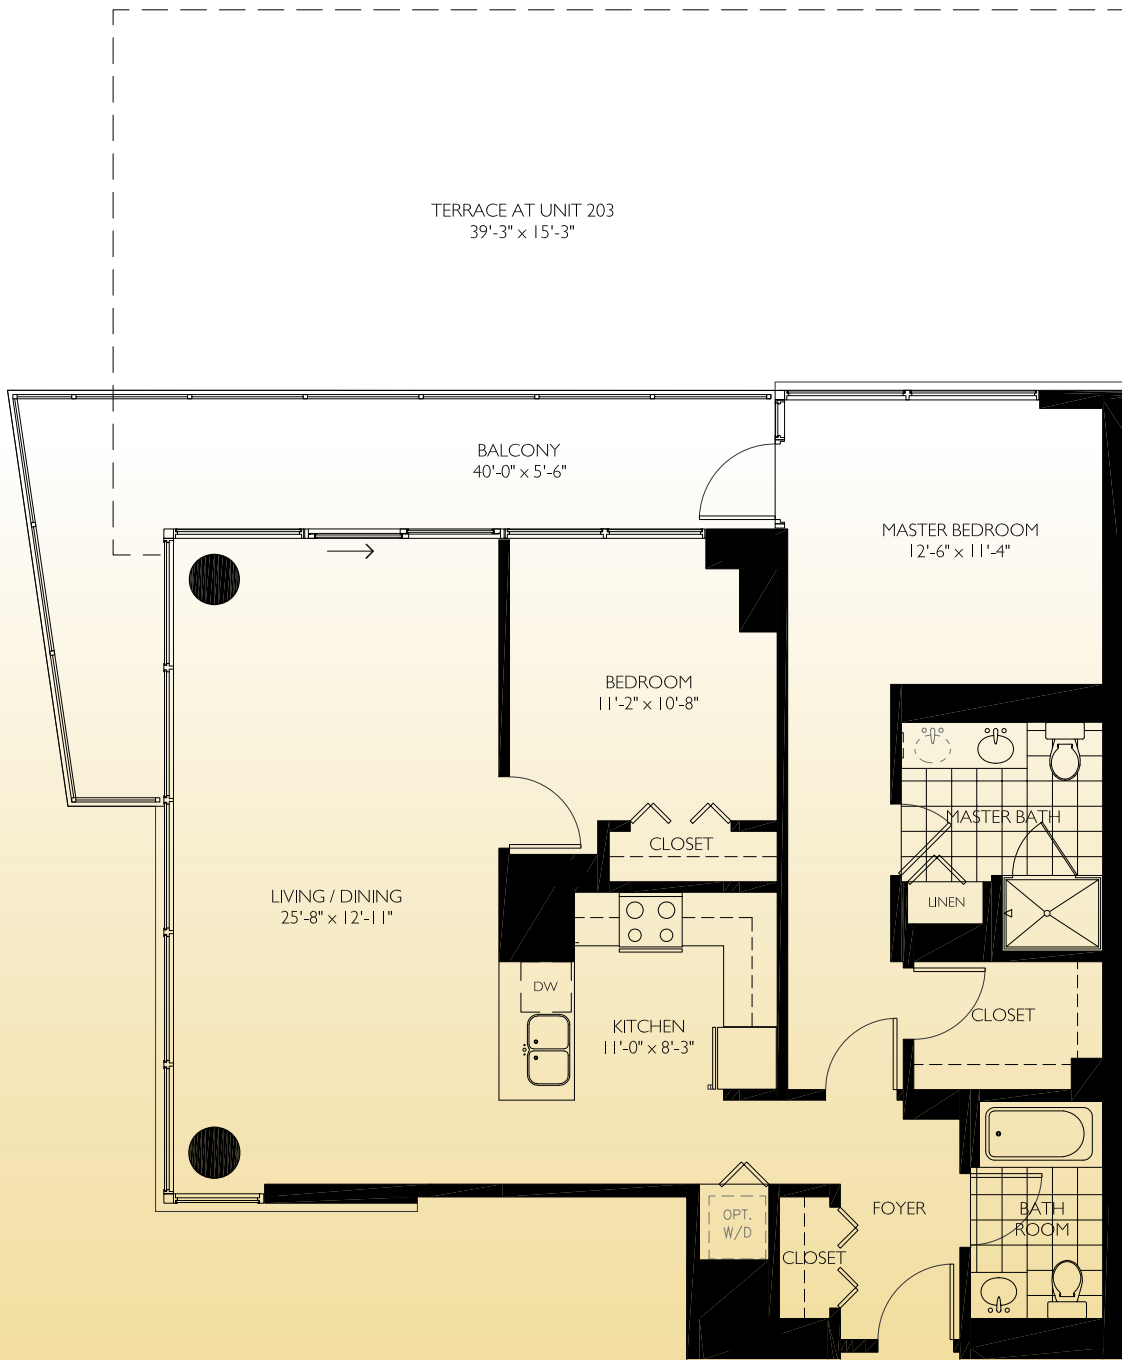 TERRACE AT UNIT 203
39'-3" x 15'-3"
BALCONY
40'-0" x 5'-6"
MASTER BEDROOM
12'-6" x 11'-4"
BEDROOM
11'-2" x 10'-8"
MASTER BATH
CLOSET
LIVING / DINING
25'-8" x 12'-11"
LINEN
DW
KITCHEN
11'-0" x 8'-3"
CLOSET
OPT.
W/D
FOYER
BATH
ROOM
CLOSET